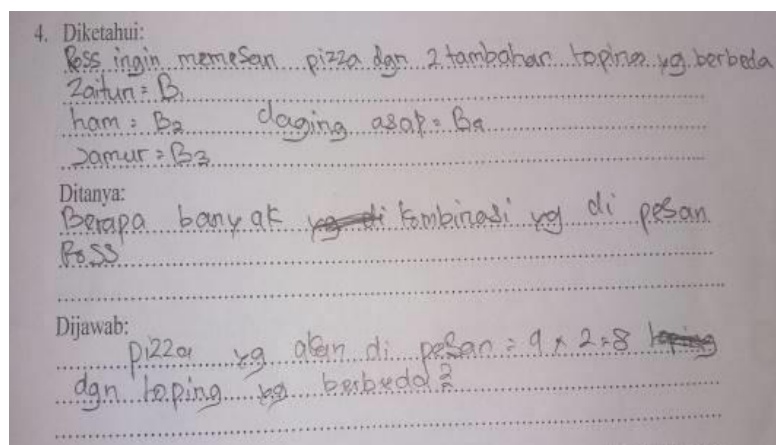 4. Diketahui:
Ross ingin memesan pizza dgn 2 tambahan toping yg berbeda
Zaitun = B1
ham = B2 daging asap = B4
Jamur = B3
Ditanya:
Berapa banyak kombinasi yg di pesan
Ross
Dijawab:
pizza yg akan di pesan = 4 x 2 = 8
dgn toping yg berbeda2